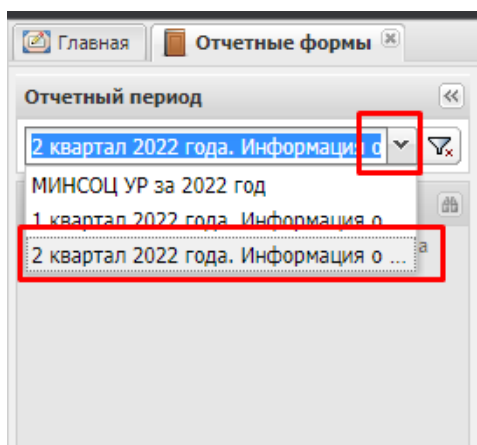 Главная Отчетные формы
Отчетный период
2 квартал 2022 года. Информация о
МИНСОЦ УР за 2022 год
1 квартал 2022 года. Информация о ...
2 квартал 2022 года. Информация о ...
а